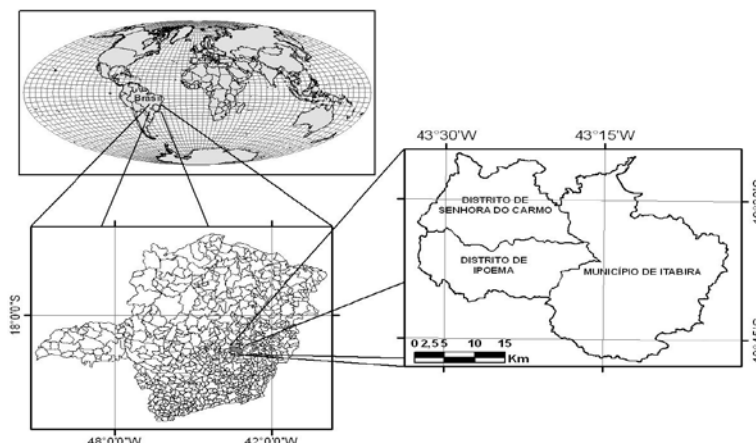 Brasil
43°30'W 43°15'W
DISTRITO DE
SENHORA DO CARMO
DISTRITO DE
IPOEMA
MUNICÍPIO DE ITABIRA
0 2,5 5 10 15
Km
18°0'0"S
48°0'0"W 42°0'0"W